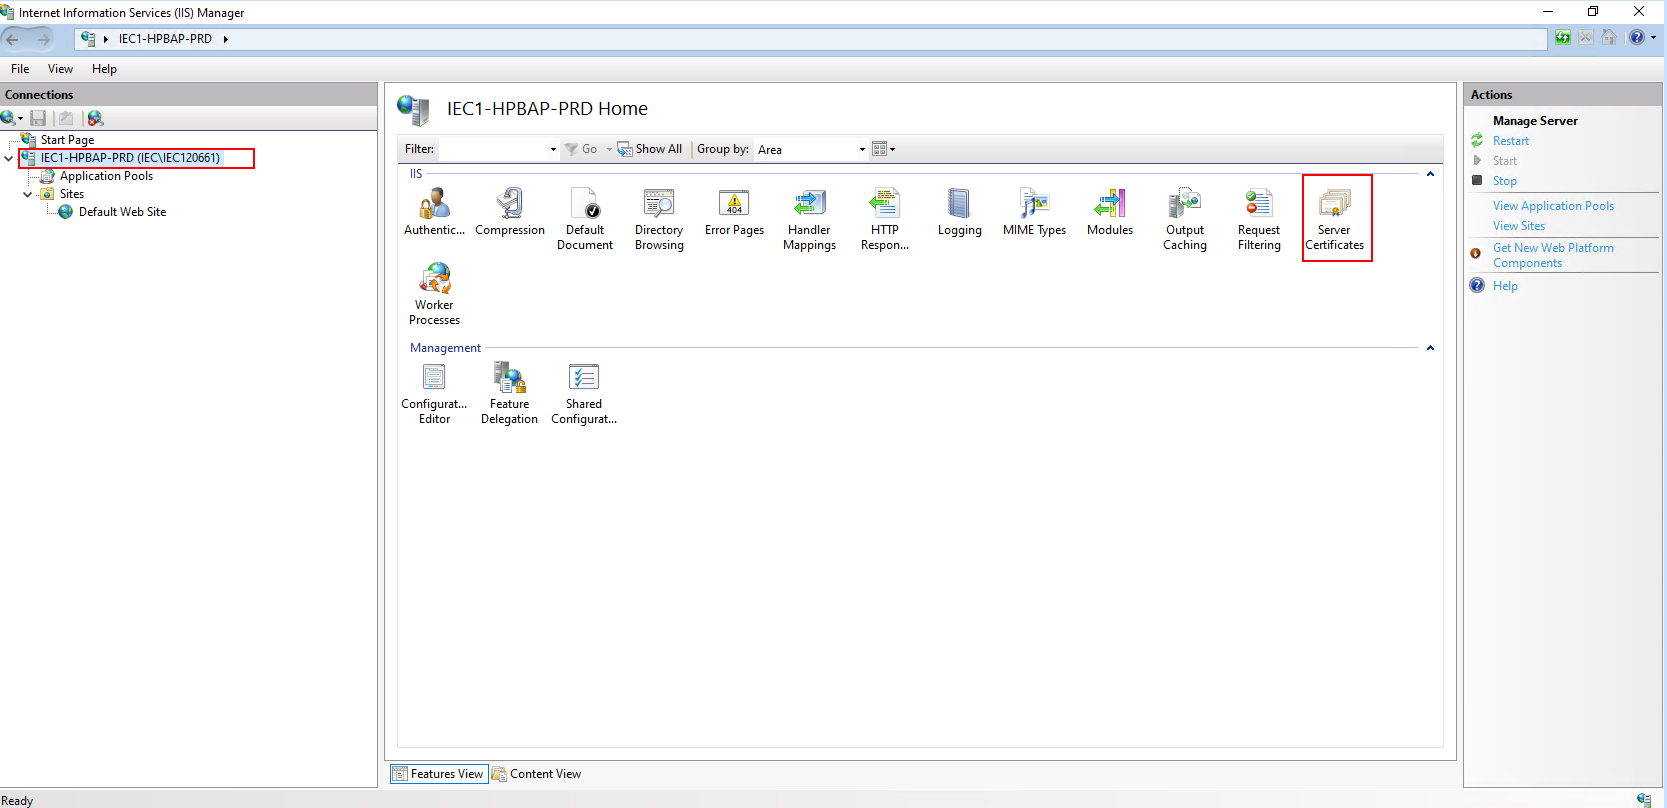 Internet Information Services (IIS) Manager
IEC1-HPBAP-PRD
File View Help
Connections
Start Page
IEC1-HPBAP-PRD (IEC\IEC120661)
Application Pools
Sites
Default Web Site
IEC1-HPBAP-PRD Home
Filter: Go Show All Group by: Area
IIS
Authentic...
Compression
Default
Document
Directory
Browsing
404
Error Pages
Handler
Mappings
HTTP
Respon...
Logging
MIME Types
Modules
Output
Caching
Request
Filtering
Server
Certificates
Worker
Processes
Management
Configurat...
Editor
Feature
Delegation
Shared
Configurat...
Features View
Content View
Actions
Manage Server
Restart
Start
Stop
View Application Pools
View Sites
Get New Web Platform
Components
Help
Ready